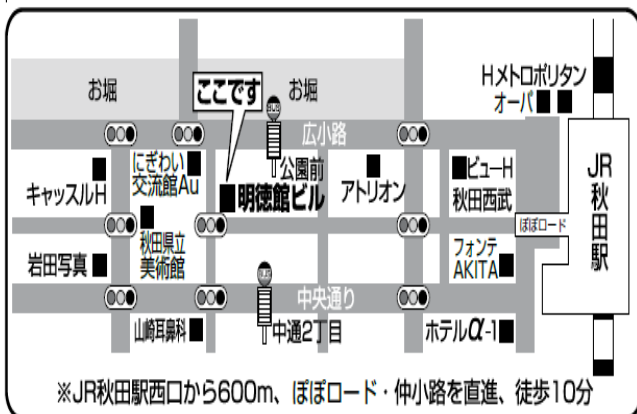 お堀
お堀
ここです
BUS
広小路
公園前
Hメトロポリタン
オーパ
キャッスルH
にぎわい
交流館Au
明徳館ビル
アトリオン
ビューH
秋田西武
JR
秋田駅
ぽぽロード
岩田写真
秋田県立
美術館
フォンテ
AKITA
BUS
中央通り
山崎耳鼻科
中通2丁目
ホテルα-1
※JR秋田駅西口から600m、ぽぽロード・仲小路を直進、徒歩10分